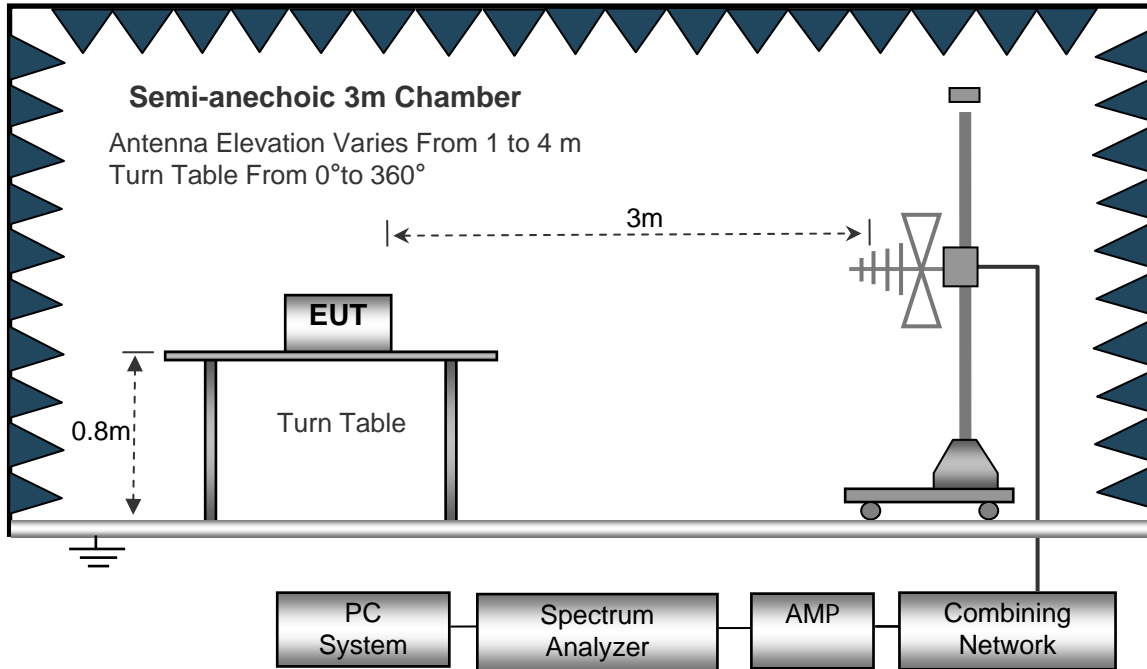 Semi-anechoic 3m Chamber
Antenna Elevation Varies From 1 to 4 m
Turn Table From 0°to 360°
3m
EUT
0.8m
Turn Table
PC
System
Spectrum
Analyzer
AMP
Combining
Network